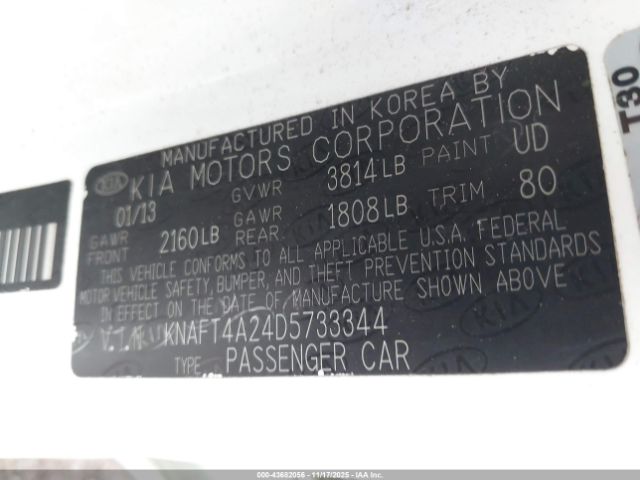 MANUFACTURED IN KOREA BY
KIA KIA MOTORS CORPORATION
01/13 GVWR 3814LB PAINT UD
GAWR FRONT 2160LB GAWR REAR. 1808LB TRIM 80
THIS VEHICLE CONFORMS TO ALL APPLICABLE U.S.A. FEDERAL
MOTOR VEHICLE SAFETY, BUMPER, AND THEFT PREVENTION STANDARDS
IN EFFECT ON THE DATE OF MANUFACTURE SHOWN ABOVE
V.I.N KNAFT4A24D5733344
TYPE PASSENGER CAR
T30
000-43682056 - 11/17/2025 - IAA Inc.